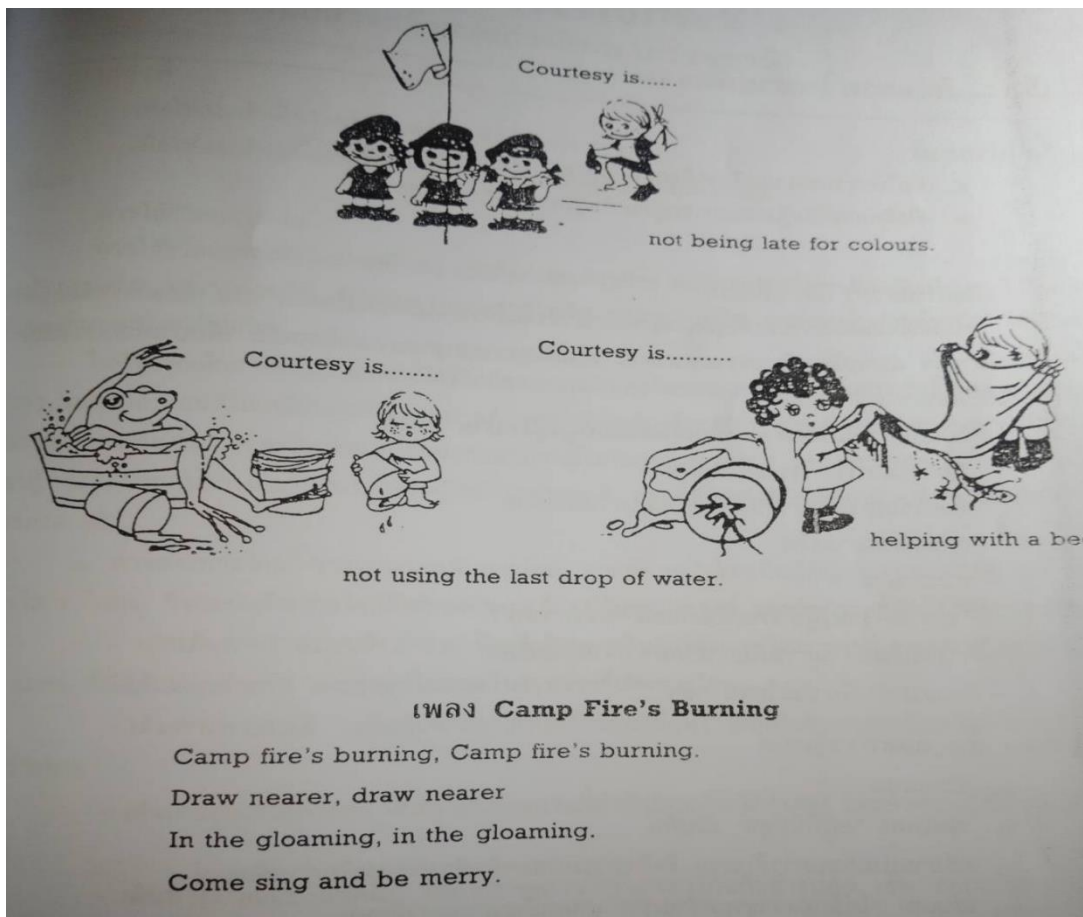 Courtesy is......
not being late for colours.
Courtesy is........
Courtesy is..........
helping with a
not using the last drop of water.
เพลง Camp Fire's Burning
Camp fire's burning, Camp fire's burning.
Draw nearer, draw nearer
In the gloaming, in the gloaming.
Come sing and be merry.